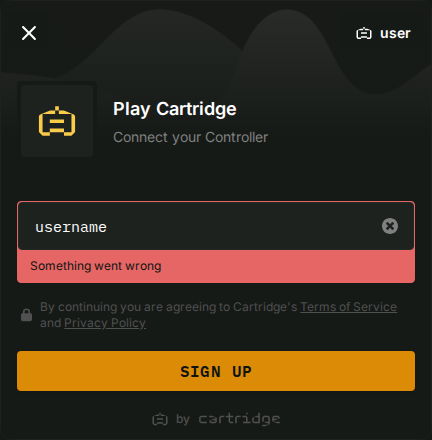 user
Play Cartridge
Connect your Controller
username
Something went wrong
By continuing you are agreeing to Cartridge's Terms of Service
and Privacy Policy
SIGN UP
by cartridge